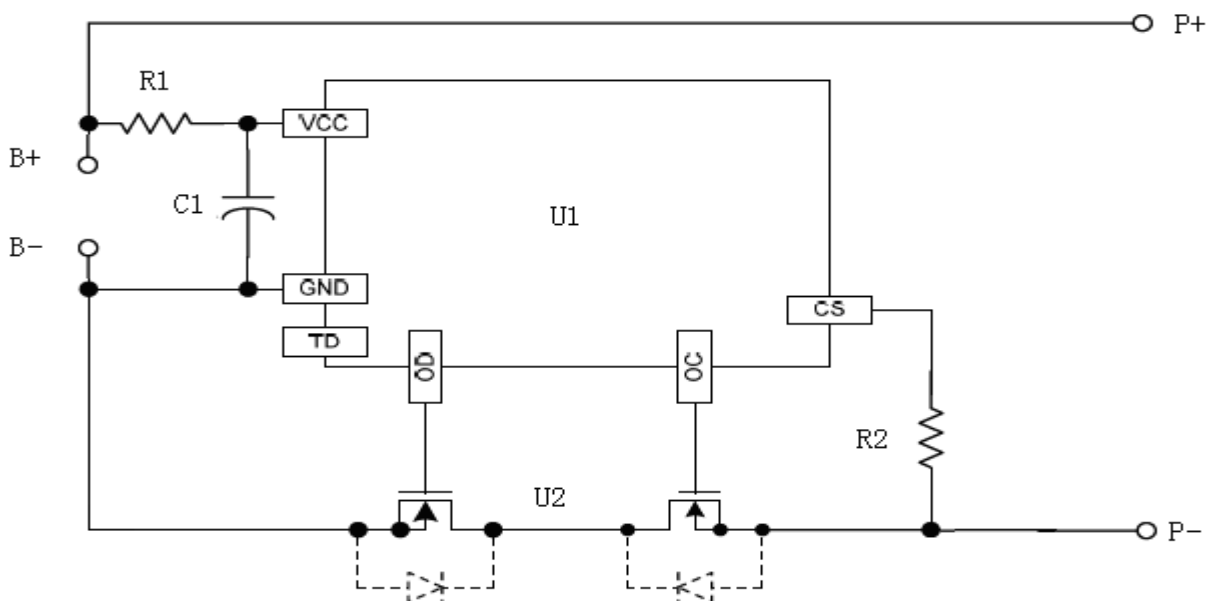 P+
R1
VCC
B+
C1
U1
B-
GND
CS
TD
OD
OC
R2
U2
P-